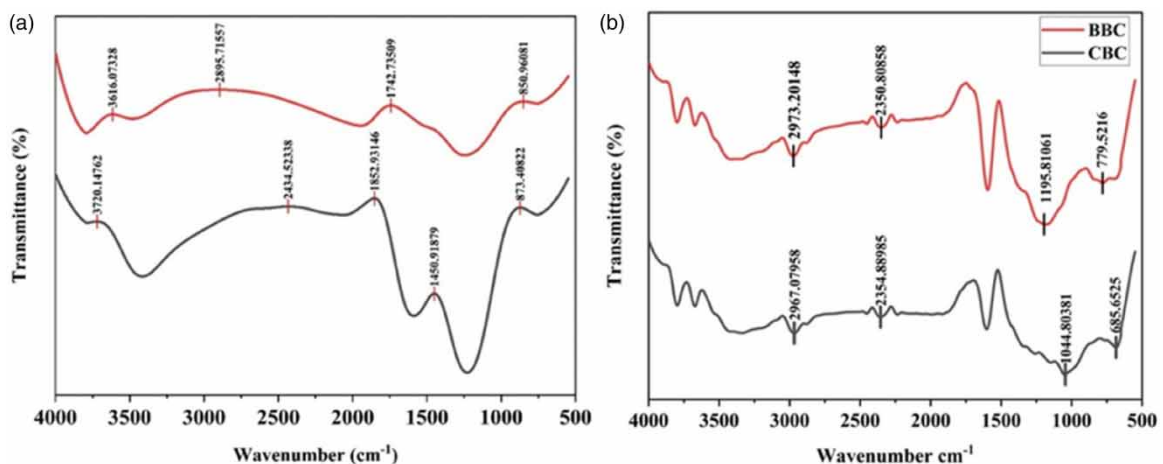 (a)
3616.07328
2895.71557
1742.73509
850.96081
3720.14762
2434.52338
1852.93146
1450.91879
873.40822
Transmittance (%)
4000 3500 3000 2500 2000 1500 1000 500
Wavenumber (cm⁻¹)
(b)
BBC
CBC
2973.20148
2350.80858
1195.81061
779.5216
2967.07958
2354.88985
1044.80381
685.6525
Transmittance (%)
4000 3500 3000 2500 2000 1500 1000 500
Wavenumber cm⁻¹